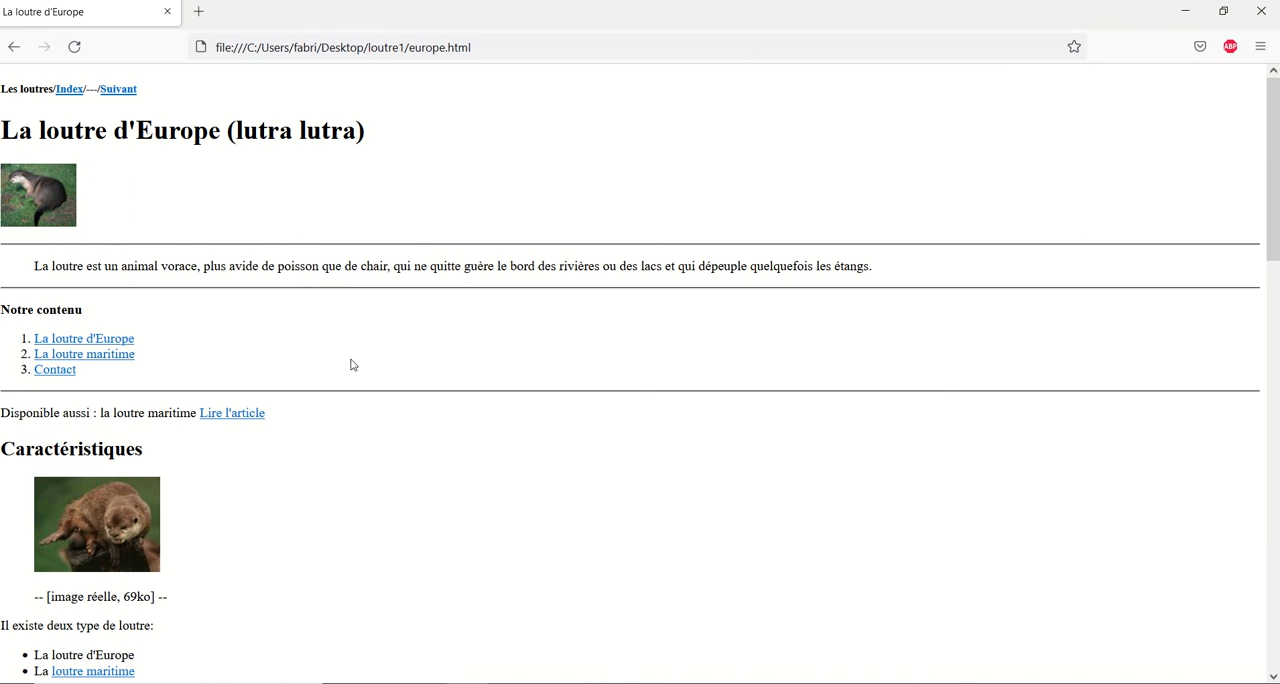 La loutre d'Europe
file:///C:/Users/fabri/Desktop/loutre1/europe.html
ABP
Les loutres/Index/---/Suivant
La loutre d'Europe (lutra lutra)
La loutre est un animal vorace, plus avide de poisson que de chair, qui ne quitte guère le bord des rivières ou des lacs et qui dépeuple quelquefois les étangs.
Notre contenu
1. La loutre d'Europe
2. La loutre maritime
3. Contact
Disponible aussi : la loutre maritime Lire l'article
Caractéristiques
-- [image réelle, 69ko] --
Il existe deux type de loutre:
• La loutre d'Europe
• La loutre maritime